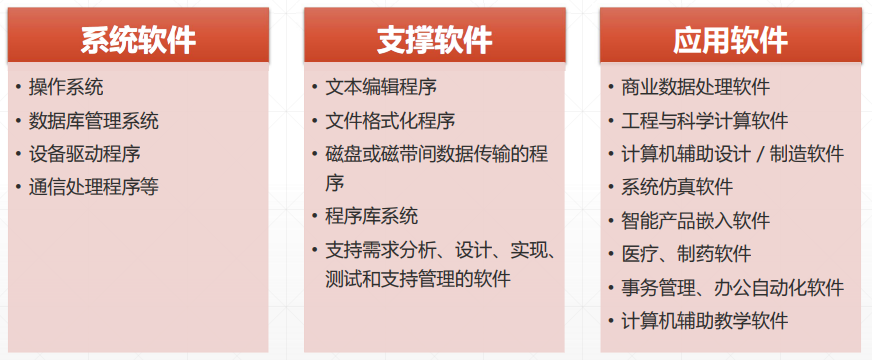 系统软件
• 操作系统
• 数据库管理系统
• 设备驱动程序
• 通信处理程序等
支撑软件
• 文本编辑程序
• 文件格式化程序
• 磁盘或磁带间数据传输的程
序
• 程序库系统
• 支持需求分析、设计、实现、
测试和支持管理的软件
应用软件
• 商业数据处理软件
• 工程与科学计算软件
• 计算机辅助设计/制造软件
• 系统仿真软件
• 智能产品嵌入软件
• 医疗、制药软件
• 事务管理、办公自动化软件
• 计算机辅助教学软件